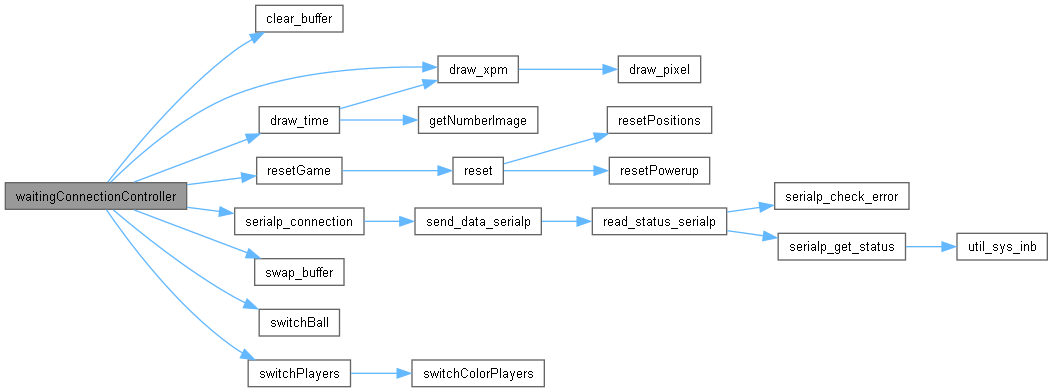 clear_buffer
draw_xpm
draw_pixel
draw_time
getNumberImage
resetPositions
resetGame
reset
resetPowerup
waitingConnectionController
serialp_check_error
serialp_connection
send_data_serialp
read_status_serialp
serialp_get_status
util_sys_inb
swap_buffer
switchBall
switchPlayers
switchColorPlayers